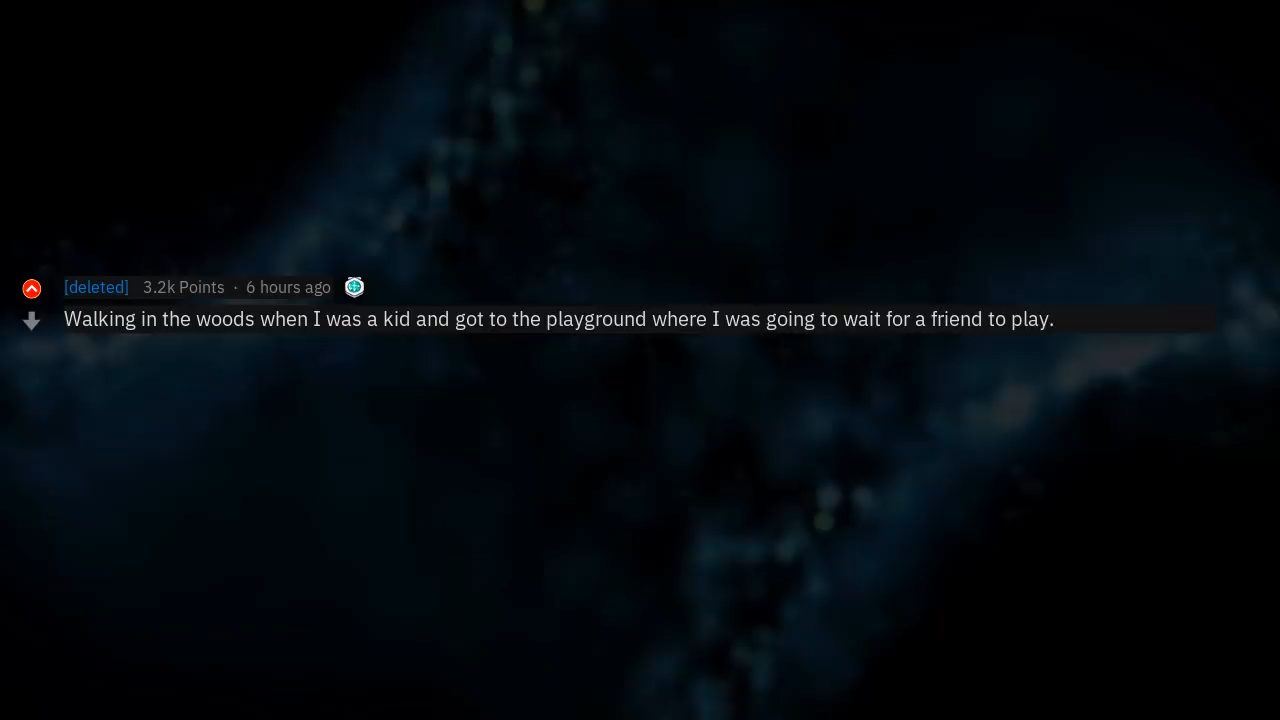 [deleted] 3.2k Points · 6 hours ago
Walking in the woods when I was a kid and got to the playground where I was going to wait for a friend to play.